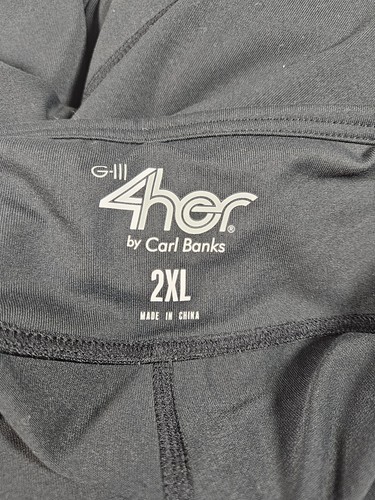 G-III
4her®
by Carl Banks
2XL
MADE IN CHINA